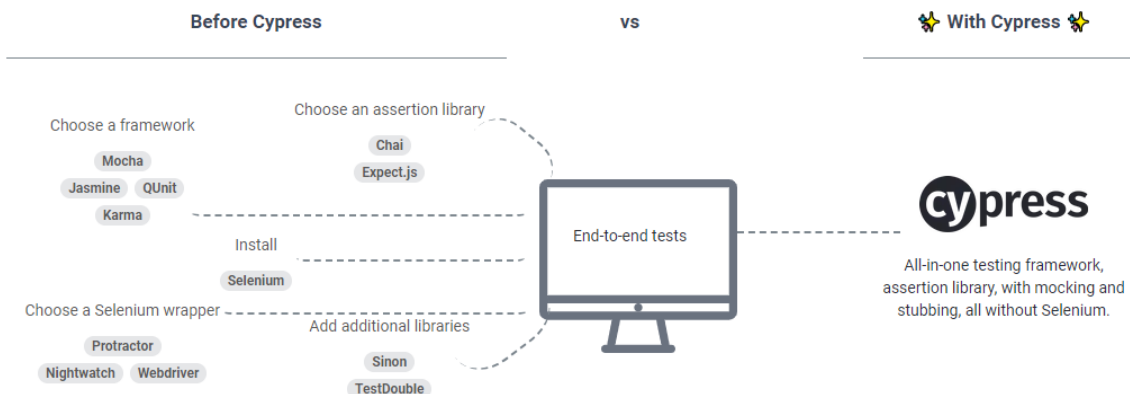 Before Cypress
vs
✨ With Cypress ✨
Choose a framework
Mocha
Jasmine QUnit
Karma
Choose an assertion library
Chai
Expect.js
Install
Selenium
Choose a Selenium wrapper
Protractor
Nightwatch Webdriver
Add additional libraries
Sinon
TestDouble
End-to-end tests
cypress
All-in-one testing framework,
assertion library, with mocking and
stubbing, all without Selenium.